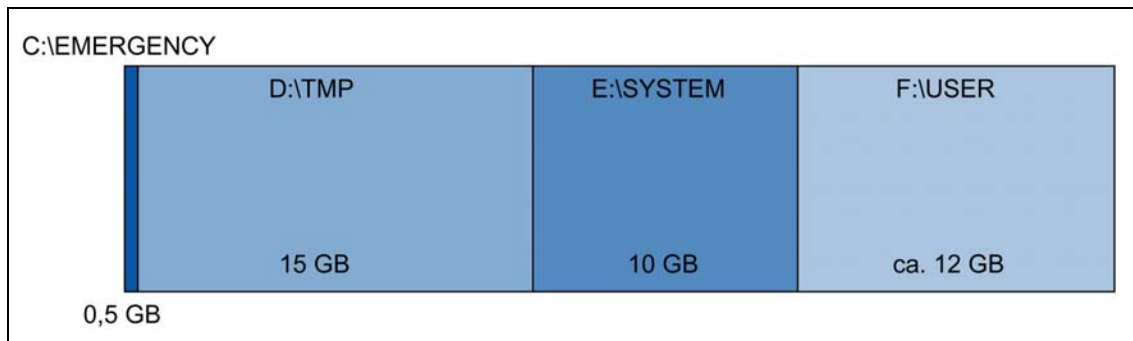 C:\EMERGENCY
D:\TMP
E:\SYSTEM
F:\USER
15 GB
10 GB
ca. 12 GB
0,5 GB